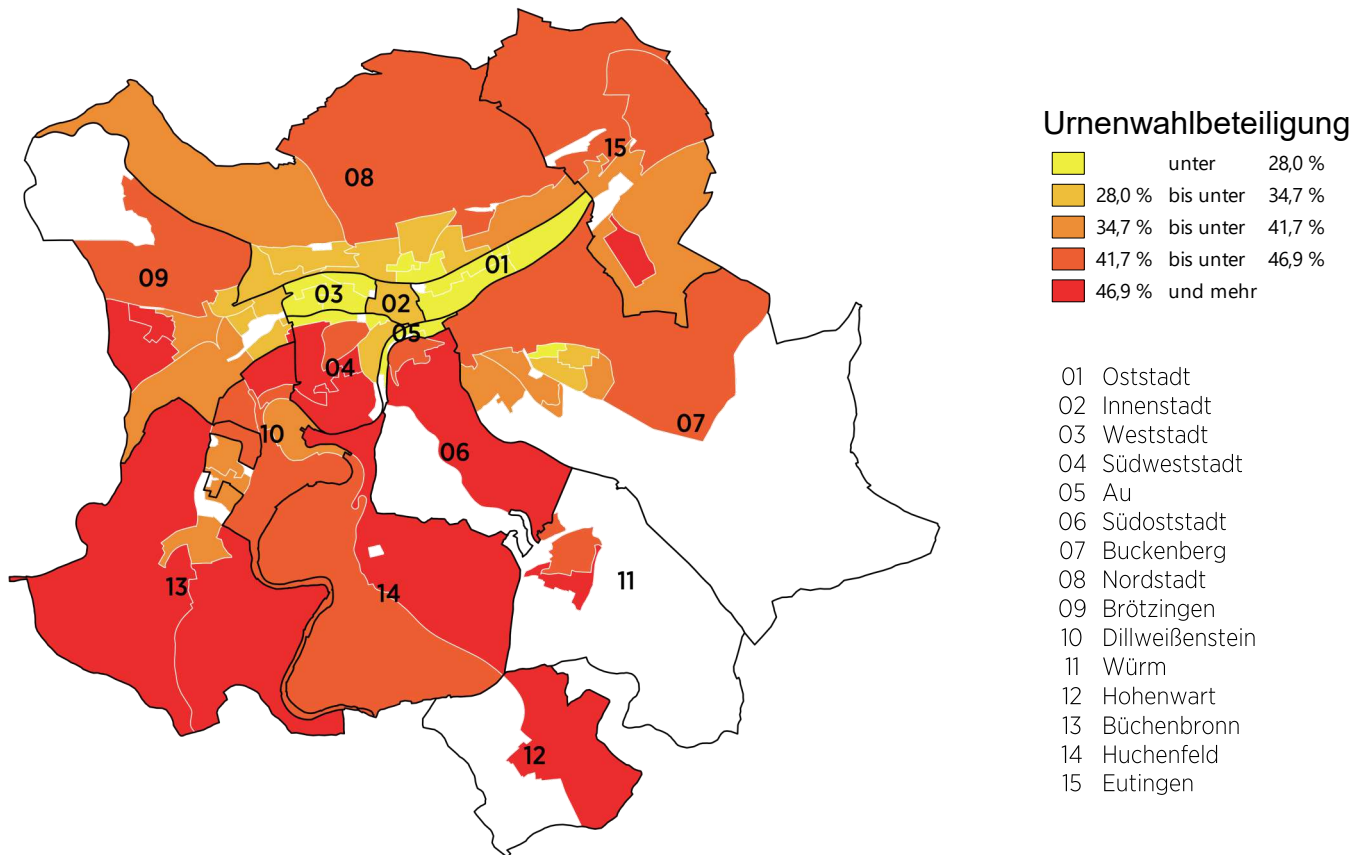 Urnenwahlbeteiligung
unter 28,0 %
28,0 % bis unter 34,7 %
34,7 % bis unter 41,7 %
41,7 % bis unter 46,9 %
46,9 % und mehr
01 Oststadt
02 Innenstadt
03 Weststadt
04 Südweststadt
05 Au
06 Südoststadt
07 Buckenberg
08 Nordstadt
09 Brötzingen
10 Dillweißenstein
11 Würm
12 Hohenwart
13 Büchenbronn
14 Huchenfeld
15 Eutingen
15
08
01
09
03
02
05
04
07
10
06
11
13
14
12